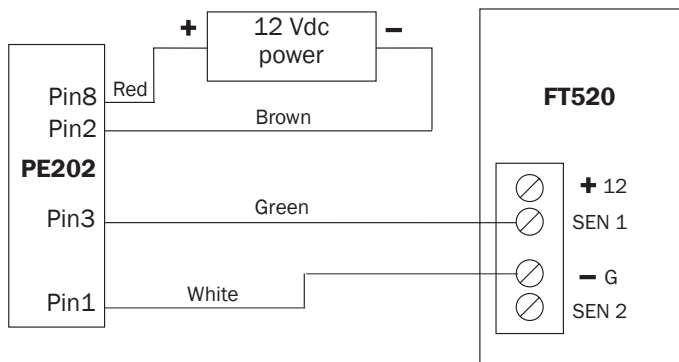 +
12 Vdc
power
−
Pin8
Red
FT520
Pin2
Brown
PE202
+ 12
Pin3
Green
SEN 1
− G
Pin1
White
SEN 2